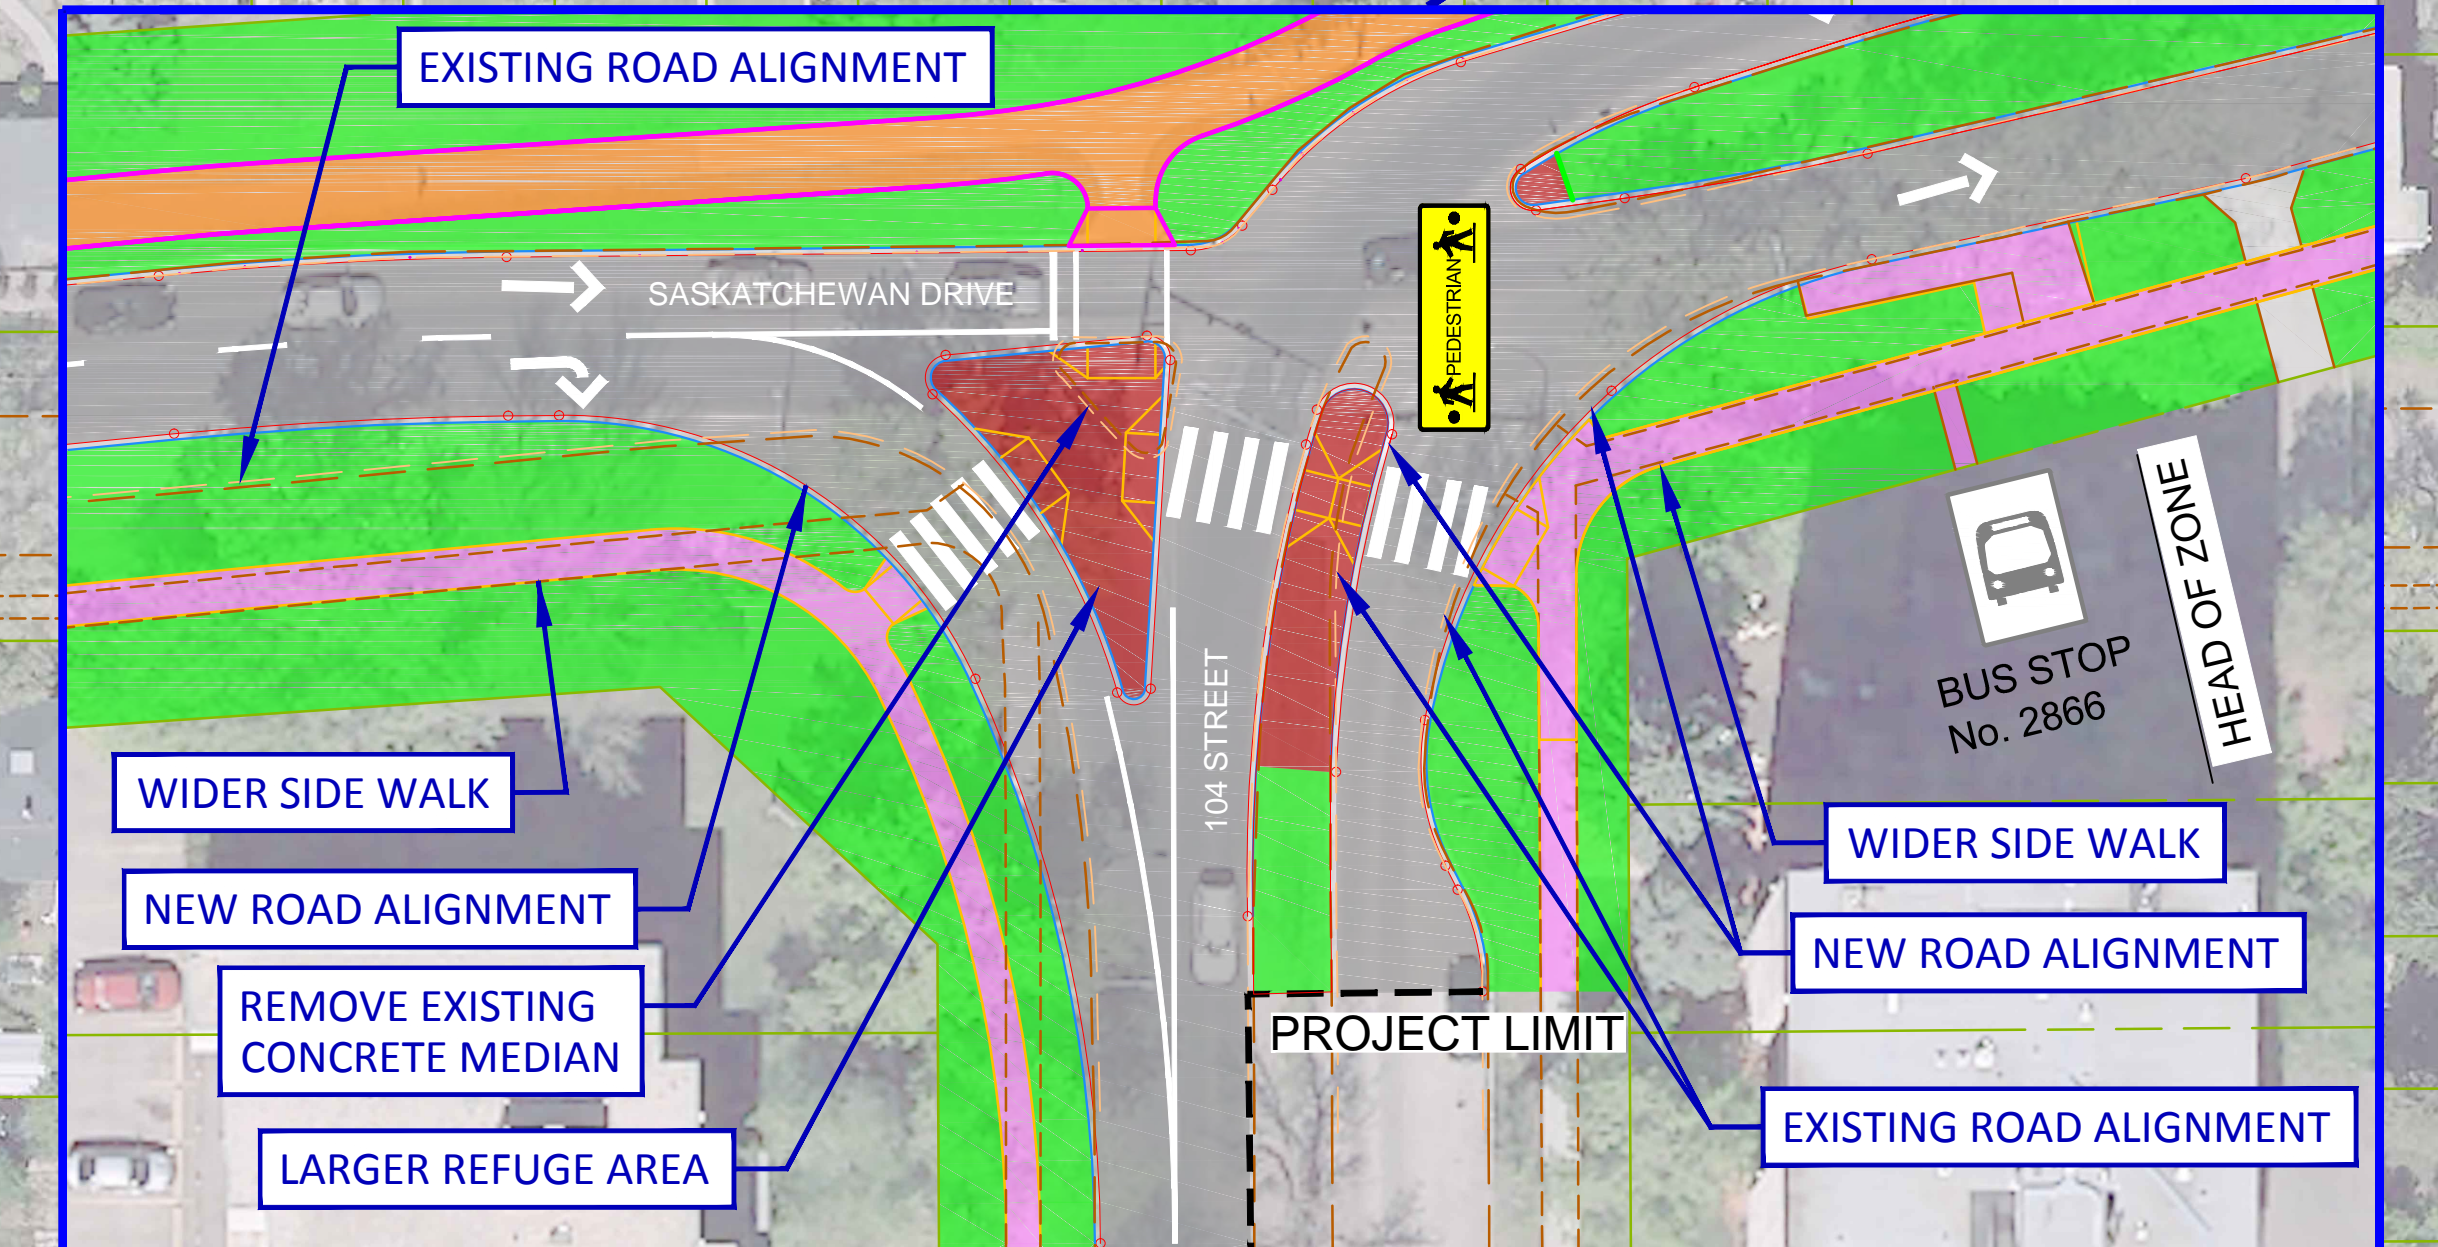 EXISTING ROAD ALIGNMENT
SASKATCHEWAN DRIVE
PEDESTRIAN
HEAD OF ZONE
BUS STOP
No. 2866
104 STREET
WIDER SIDE WALK
NEW ROAD ALIGNMENT
REMOVE EXISTING
CONCRETE MEDIAN
LARGER REFUGE AREA
WIDER SIDE WALK
NEW ROAD ALIGNMENT
PROJECT LIMIT
EXISTING ROAD ALIGNMENT